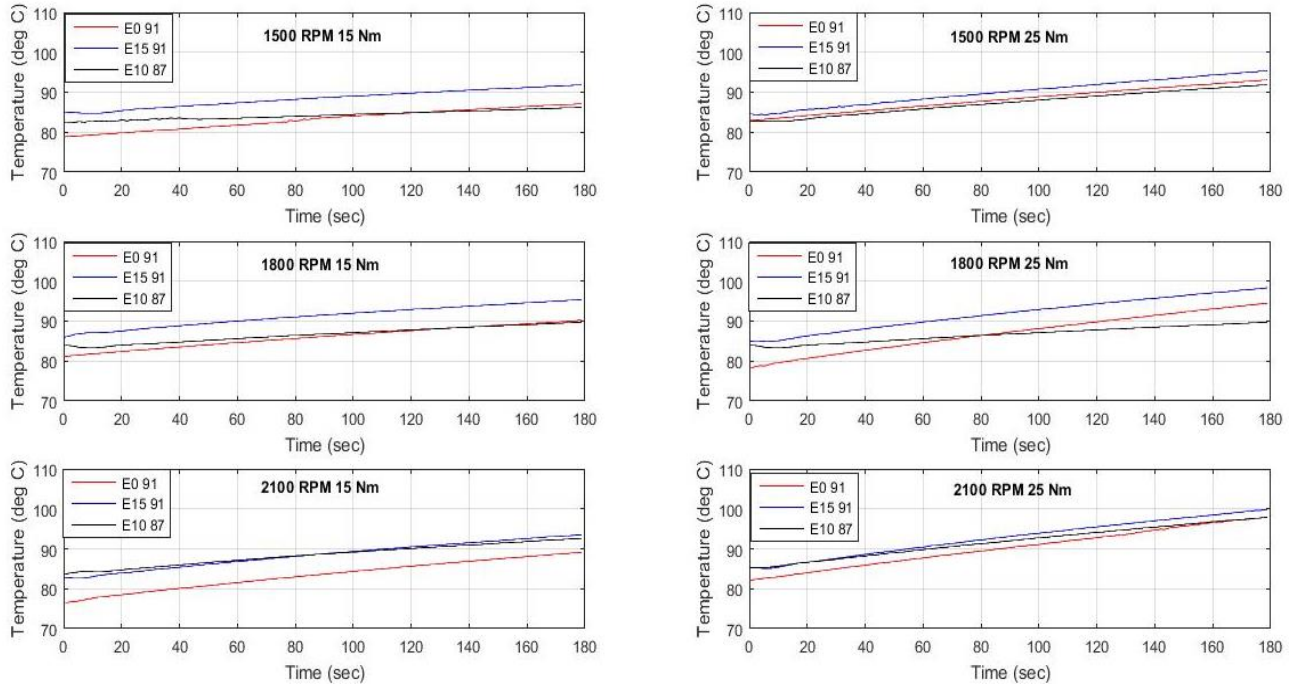 110
100
90
80
70
Temperature (deg C)
E0 91
E15 91
E10 87
1500 RPM 15 Nm
0 20 40 60 80 100 120 140 160 180
Time (sec)
110
100
90
80
70
Temperature (deg C)
E0 91
E15 91
E10 87
1500 RPM 25 Nm
0 20 40 60 80 100 120 140 160 180
Time (sec)
110
100
90
80
70
Temperature (deg C)
E0 91
E15 91
E10 87
1800 RPM 15 Nm
0 20 40 60 80 100 120 140 160 180
Time (sec)
110
100
90
80
70
Temperature (deg C)
E0 91
E15 91
E10 87
1800 RPM 25 Nm
0 20 40 60 80 100 120 140 160 180
Time (sec)
110
100
90
80
70
Temperature (deg C)
E0 91
E15 91
E10 87
2100 RPM 15 Nm
0 20 40 60 80 100 120 140 160 180
Time (sec)
110
100
90
80
70
Temperature (deg C)
E0 91
E15 91
E10 87
2100 RPM 25 Nm
0 20 40 60 80 100 120 140 160 180
Time (sec)